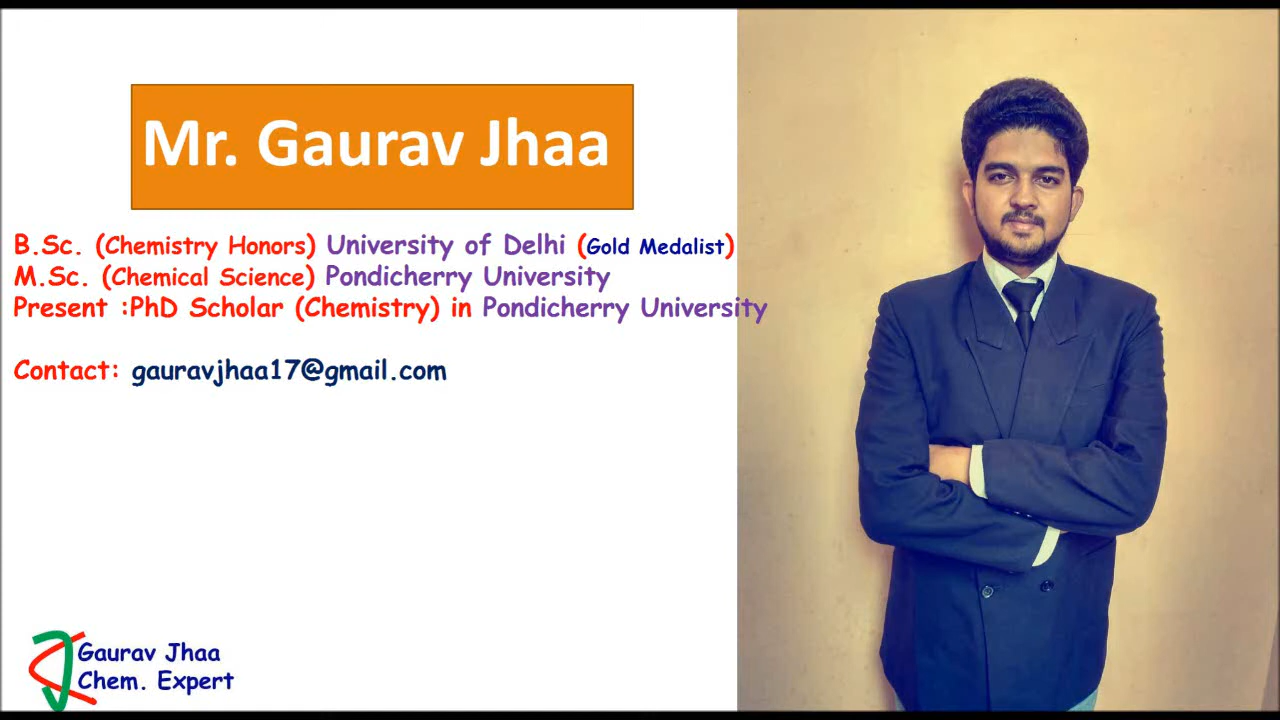 Mr. Gaurav Jhaa
B.Sc. (Chemistry Honors) University of Delhi (Gold Medalist)
M.Sc. (Chemical Science) Pondicherry University
Present :PhD Scholar (Chemistry) in Pondicherry University
Contact: gauravjhaa17@gmail.com
Gaurav Jhaa
Chem. Expert